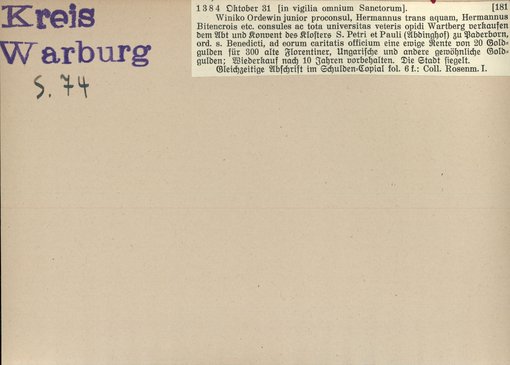 Kreis
Warburg
S. 74
1384 Oktober 31 [in vigilia omnium Sanctorum]. [181
Winiko Ordewin junior proconsul, Hermannus trans aquam, Hermannus
Bitencrois etc. consules ac tota universitas veteris opidi Wartberg verkaufen
dem Abt und Konvent des Klosters S. Petri et Pauli (Abdinghof) zu Paderborn,
ord. s. Benedicti, ad eorum caritatis officium eine ewige Rente von 20 Gold-
gulden für 300 alte Florentiner, Ungarische und andere gewöhnliche Gold-
gulden; Wiederkauf nach 10 Jahren vorbehalten. Die Stadt siegelt.
Gleichzeitige Abschrift im Schulden-Copial fol. 6 f.: Coll. Rosenm. I.